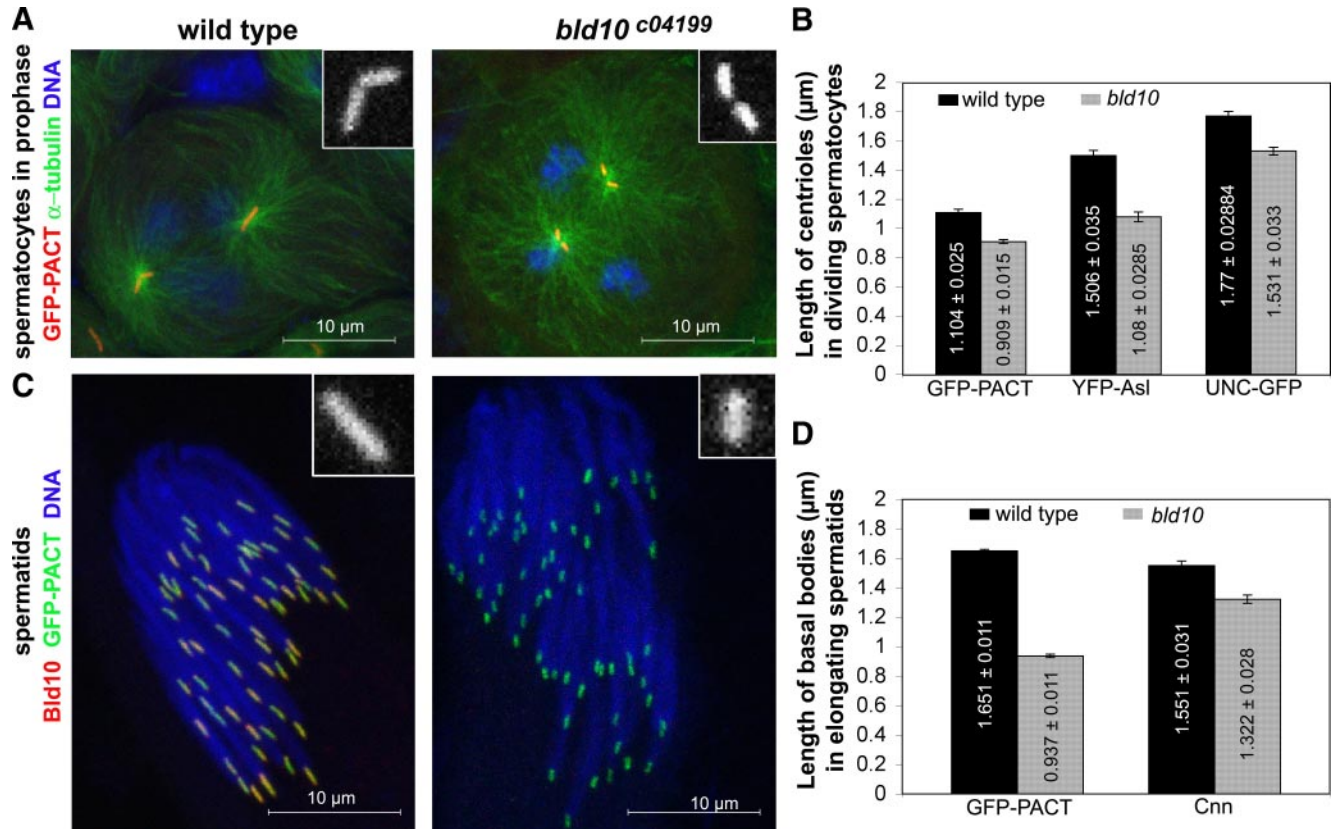 A
wild type
bld10 c04199
spermatocytes in prophase
GFP-PACT α-tubulin DNA
10 µm
10 µm
B
Length of centrioles (µm)
in dividing spermatocytes
2
1.8
1.6
1.4
1.2
1
0.8
0.6
0.4
0.2
0
wild type
bld10
1.104 ± 0.025
0.909 ± 0.015
1.506 ± 0.035
1.08 ± 0.0285
1.77 ± 0.02884
1.531 ± 0.033
GFP-PACT
YFP-Asl
UNC-GFP
C
spermatids
Bld10 GFP-PACT DNA
10 µm
10 µm
D
Length of basal bodies (µm)
in elongating spermatids
2
1.8
1.6
1.4
1.2
1
0.8
0.6
0.4
0.2
0
wild type
bld10
1.651 ± 0.011
0.937 ± 0.011
1.551 ± 0.031
1.322 ± 0.028
GFP-PACT
Cnn